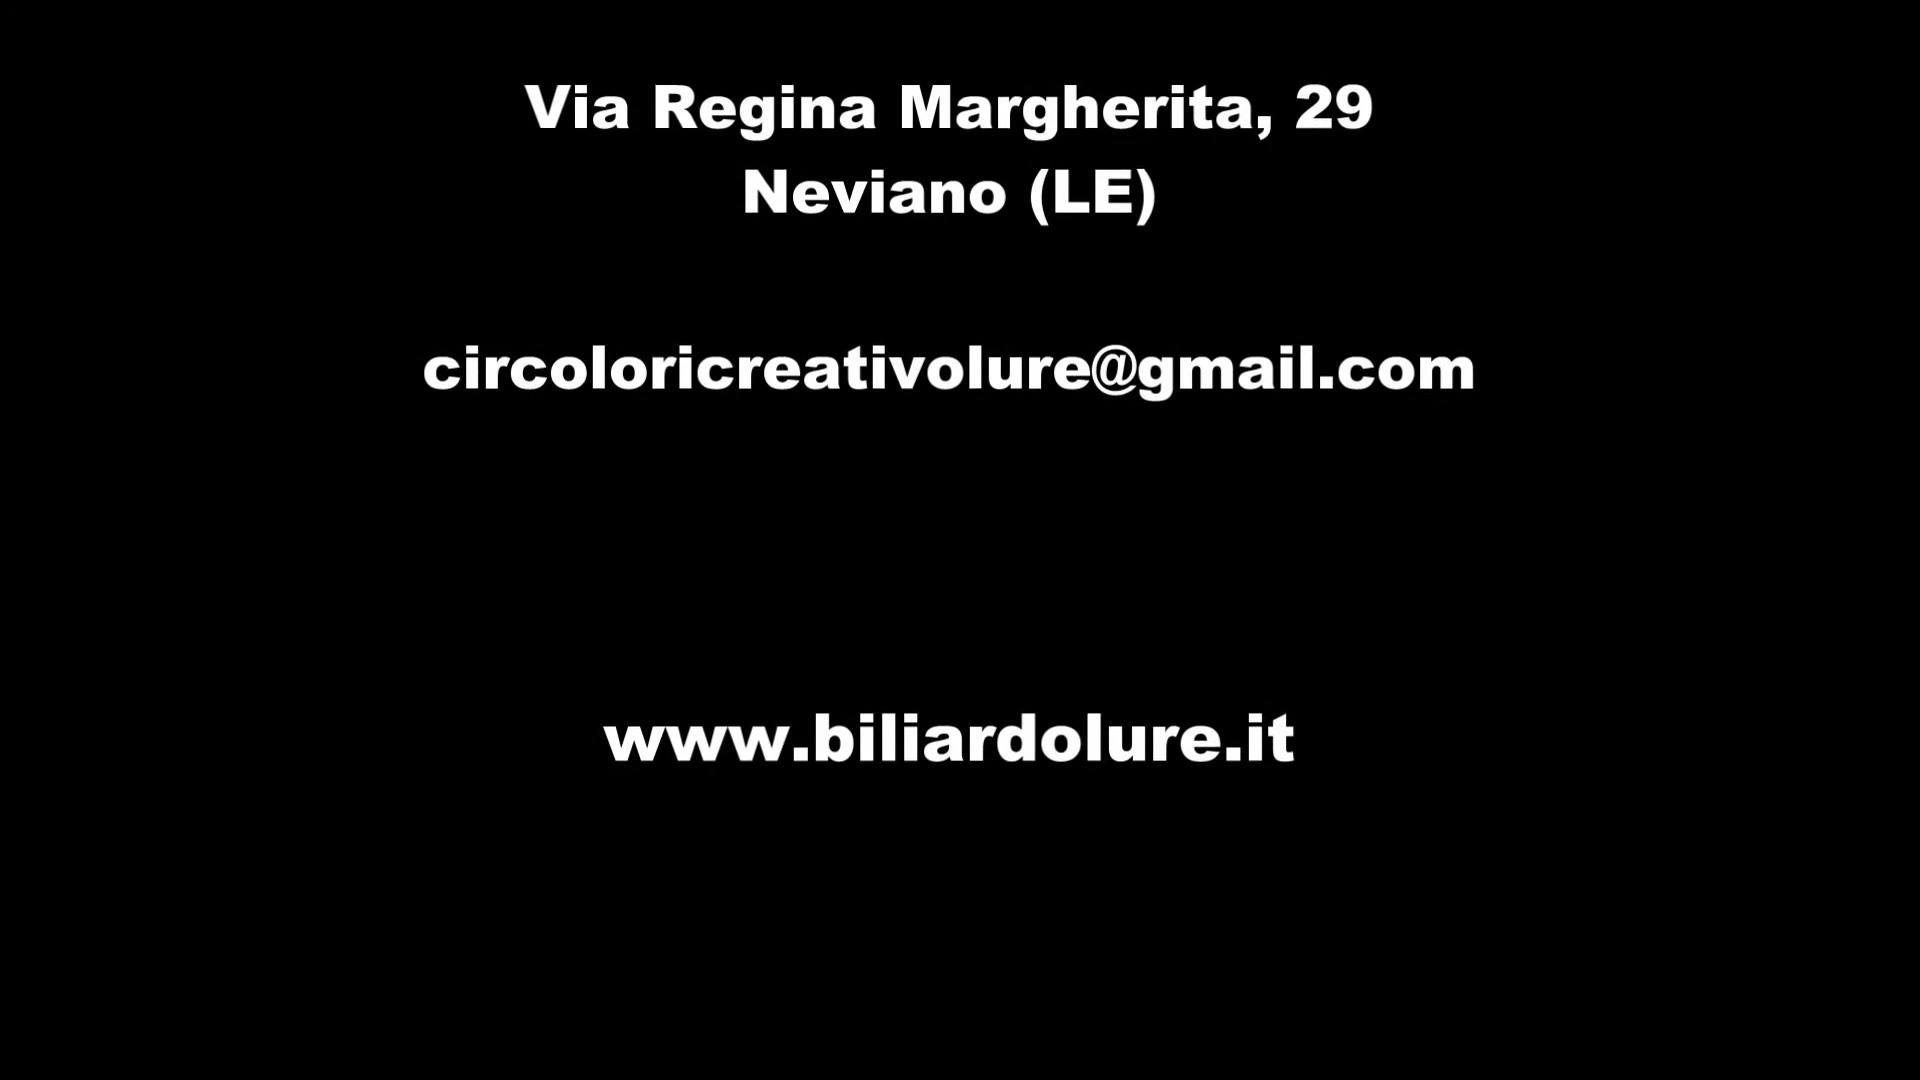 Via Regina Margherita, 29
Neviano (LE)
circoloricreativolure@gmail.com
www.biliardolure.it